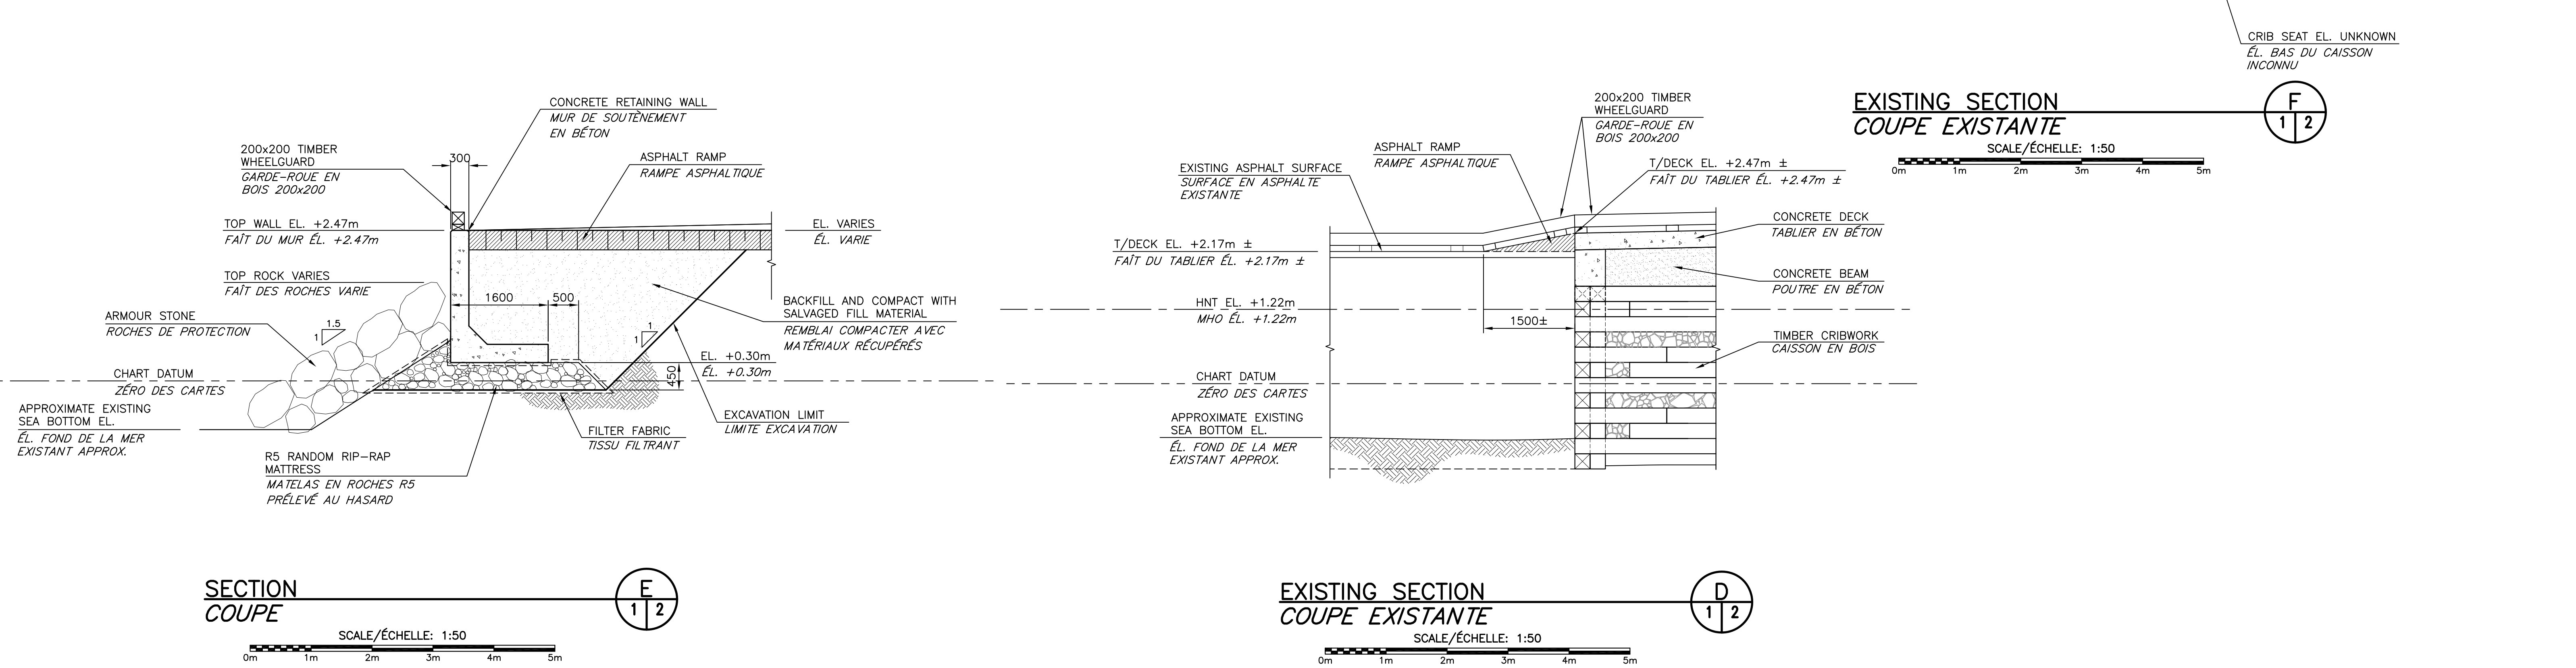 CONCRETE RETAINING WALL
MUR DE SOUTÈNEMENT
EN BÉTON
200x200 TIMBER
WHEELGUARD
GARDE-ROUE EN
BOIS 200x200
300
ASPHALT RAMP
RAMPE ASPHALTIQUE
TOP WALL EL. +2.47m
FAÎT DU MUR ÉL. +2.47m
EL. VARIES
ÉL. VARIE
TOP ROCK VARIES
FAÎT DES ROCHES VARIE
1600
500
BACKFILL AND COMPACT WITH
SALVAGED FILL MATERIAL
REMBLAI COMPACTER AVEC
MATÉRIAUX RÉCUPÉRÉS
ARMOUR STONE
ROCHES DE PROTECTION
1.5
1
1
1
EL. +0.30m
ÉL. +0.30m
450
CHART DATUM
ZÉRO DES CARTES
APPROXIMATE EXISTING
SEA BOTTOM EL.
ÉL. FOND DE LA MER
EXISTANT APPROX.
EXCAVATION LIMIT
LIMITE EXCAVATION
FILTER FABRIC
TISSU FILTRANT
R5 RANDOM RIP-RAP
MATTRESS
MATELAS EN ROCHES R5
PRÉLEVÉ AU HASARD
SECTION
COUPE
E
1 2
SCALE/ÉCHELLE: 1:50
0m 1m 2m 3m 4m 5m
200x200 TIMBER
WHEELGUARD
GARDE-ROUE EN
BOIS 200x200
ASPHALT RAMP
RAMPE ASPHALTIQUE
EXISTING ASPHALT SURFACE
SURFACE EN ASPHALTE
EXISTANTE
T/DECK EL. +2.47m ±
FAÎT DU TABLIER ÉL. +2.47m ±
CONCRETE DECK
TABLIER EN BÉTON
T/DECK EL. +2.17m ±
FAÎT DU TABLIER ÉL. +2.17m ±
CONCRETE BEAM
POUTRE EN BÉTON
HNT EL. +1.22m
MHO ÉL. +1.22m
1500±
TIMBER CRIBWORK
CAISSON EN BOIS
CHART DATUM
ZÉRO DES CARTES
APPROXIMATE EXISTING
SEA BOTTOM EL.
ÉL. FOND DE LA MER
EXISTANT APPROX.
EXISTING SECTION
COUPE EXISTANTE
D
1 2
SCALE/ÉCHELLE: 1:50
0m 1m 2m 3m 4m 5m
CRIB SEAT EL. UNKNOWN
ÉL. BAS DU CAISSON
INCONNU
EXISTING SECTION
COUPE EXISTANTE
F
1 2
SCALE/ÉCHELLE: 1:50
0m 1m 2m 3m 4m 5m